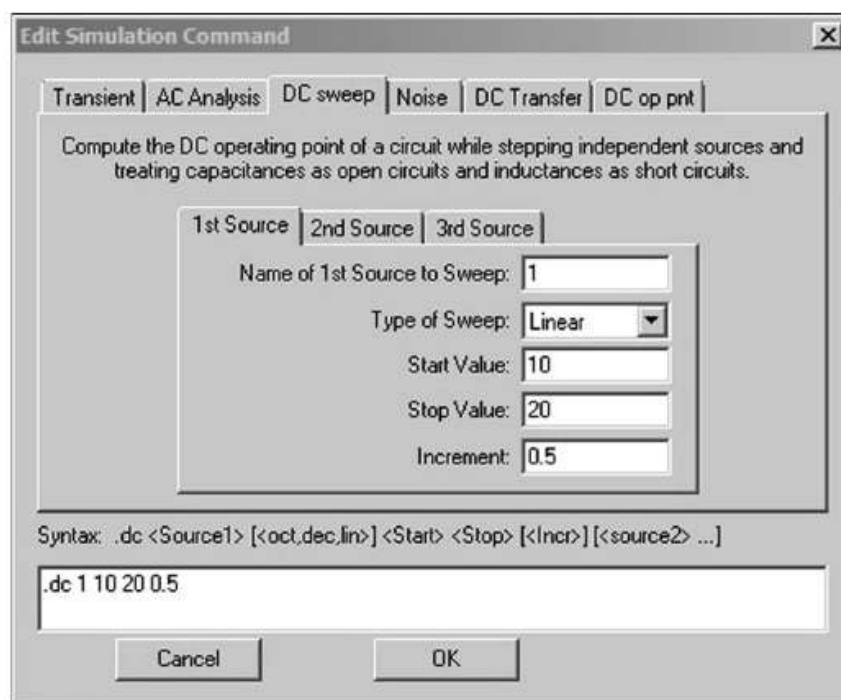 Edit Simulation Command
Transient AC Analysis DC sweep Noise DC Transfer DC op pnt
Compute the DC operating point of a circuit while stepping independent sources and
treating capacitances as open circuits and inductances as short circuits.
1st Source 2nd Source 3rd Source
Name of 1st Source to Sweep: 1
Type of Sweep: Linear
Start Value: 10
Stop Value: 20
Increment: 0.5
Syntax: .dc <Source1> [<oct,dec,lin>] <Start> <Stop> [<Incr>] [<source2> ...]
.dc 1 10 20 0.5
Cancel OK